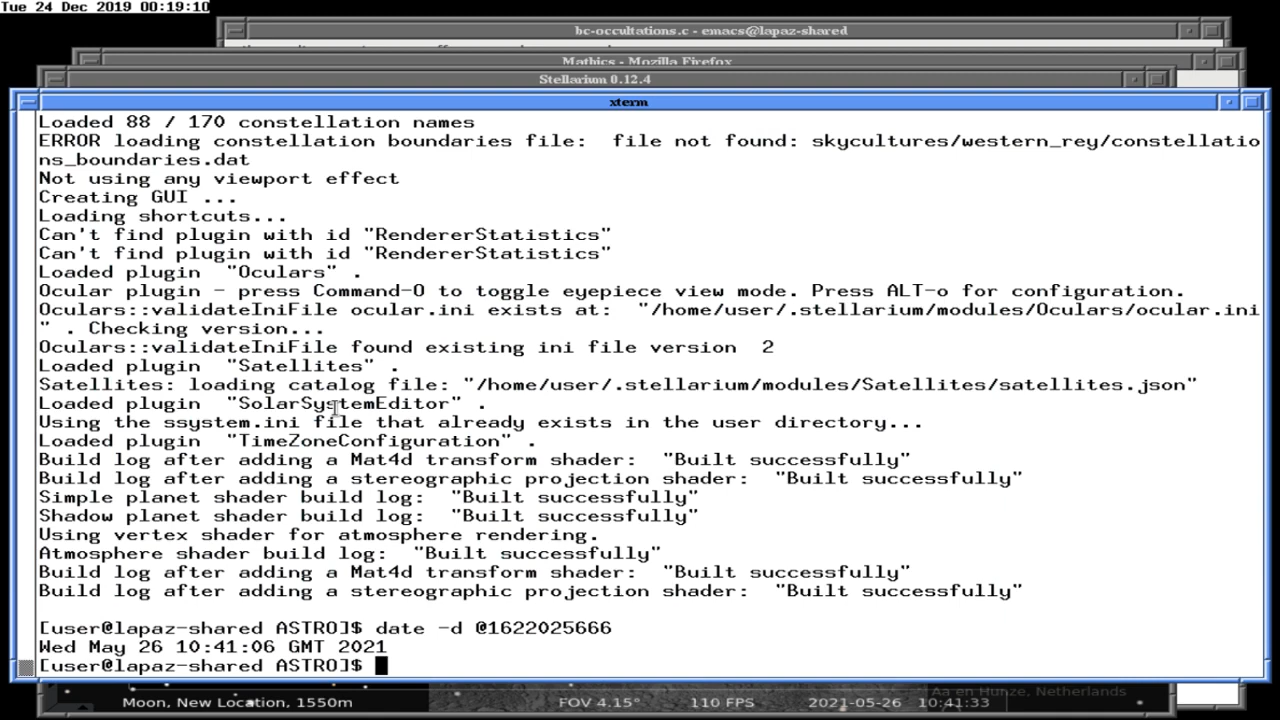 Tue 24 Dec 2019 00:19:10
bc-occultations.c - emacs@lapaz-shared
Mathics - Mozilla Firefox
Stellarium 0.12.4
xterm
Loaded 88 / 170 constellation names
ERROR loading constellation boundaries file:  file not found: skycultures/western_rey/constellatio
ns_boundaries.dat
Not using any viewport effect
Creating GUI ...
Loading shortcuts...
Can't find plugin with id "RendererStatistics"
Can't find plugin with id "RendererStatistics"
Loaded plugin  "Oculars" .
Ocular plugin - press Command-O to toggle eyepiece view mode. Press ALT-o for configuration.
Oculars::validateIniFile ocular.ini exists at:  "/home/user/.stellarium/modules/Oculars/ocular.ini
" . Checking version...
Oculars::validateIniFile found existing ini file version  2
Loaded plugin  "Satellites" .
Satellites: loading catalog file: "/home/user/.stellarium/modules/Satellites/satellites.json"
Loaded plugin  "SolarSystemEditor" .
Using the ssystem.ini file that already exists in the user directory...
Loaded plugin  "TimeZoneConfiguration" .
Build log after adding a Mat4d transform shader:  "Built successfully"
Build log after adding a stereographic projection shader:  "Built successfully"
Simple planet shader build log:  "Built successfully"
Shadow planet shader build log:  "Built successfully"
Using vertex shader for atmosphere rendering.
Atmosphere shader build log:  "Built successfully"
Build log after adding a Mat4d transform shader:  "Built successfully"
Build log after adding a stereographic projection shader:  "Built successfully"
[user@lapaz-shared ASTRO]$ date -d @1622025666
Wed May 26 10:41:06 GMT 2021
[user@lapaz-shared ASTRO]$
Aa en Hunze, Netherlands
Moon, New Location, 1550m FOV 4.15° 110 FPS 2021-05-26 10:41:33